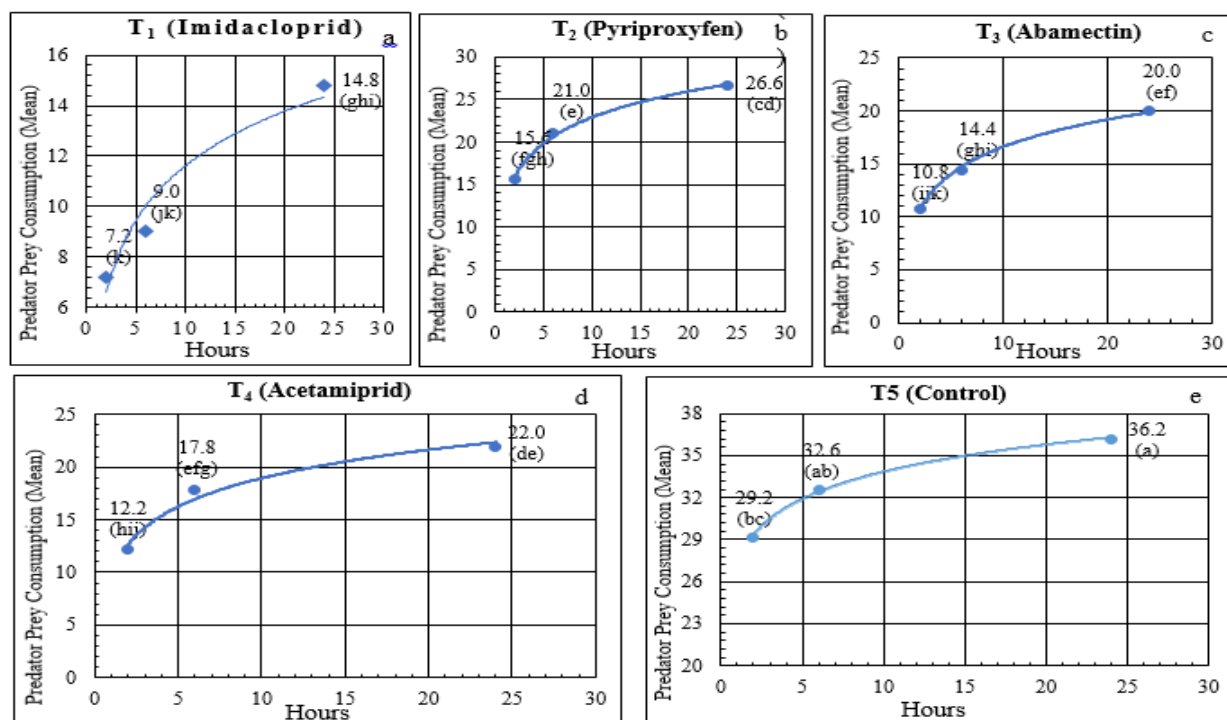 T₁ (Imidacloprid)
a
Predator Prey Consumption (Mean)
16
14
12
10
8
6
14.8
(ghi)
9.0
(jk)
7.2
(k)
0 5 10 15 20 25 30
Hours
T₂ (Pyriproxyfen)
b
)
Predator Prey Consumption (Mean)
30
25
20
15
10
5
0
26.6
(cd)
21.0
(e)
15.6
(fgh)
0 5 10 15 20 25 30
Hours
T₃ (Abamectin)
c
Predator Prey Consumption (Mean)
25
20
15
10
5
0
20.0
(ef)
14.4
(ghi)
10.8
(ijk)
0 10 20 30
Hours
T₄ (Acetamiprid)
d
Predator Prey Consumption (Mean)
25
20
15
10
5
0
22.0
(de)
17.8
(efg)
12.2
(hij)
0 5 10 15 20 25 30
Hours
T5 (Control)
e
Predator Prey Consumption (Mean)
38
35
32
29
26
23
20
36.2
(a)
32.6
(ab)
29.2
(bc)
0 5 10 15 20 25 30
Hours